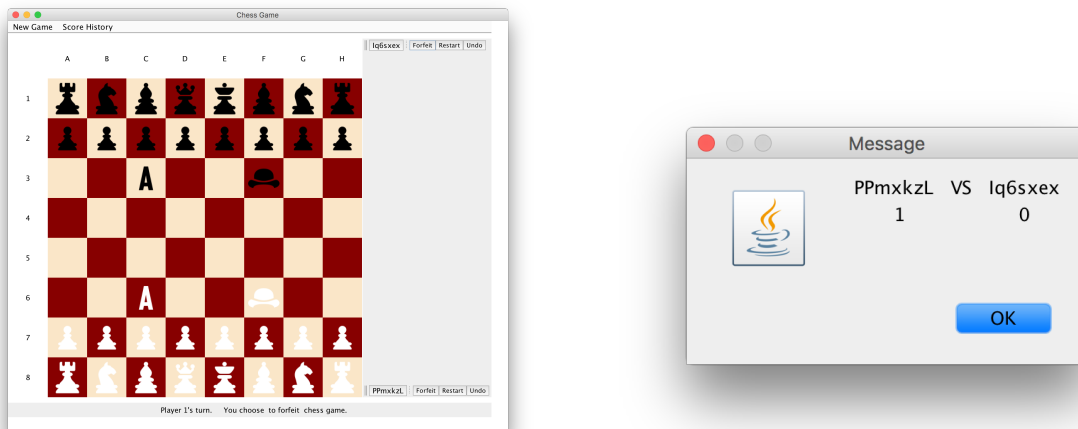 Chess Game
New Game Score History
Iq6sxex Forfeit Restart Undo
A B C D E F G H
1
2
3 A
4
5
6 A
7
8
PPmxkzL Forfeit Restart Undo
Player 1's turn. You choose to forfeit chess game.
Message
PPmxkzL VS Iq6sxex
1 0
OK